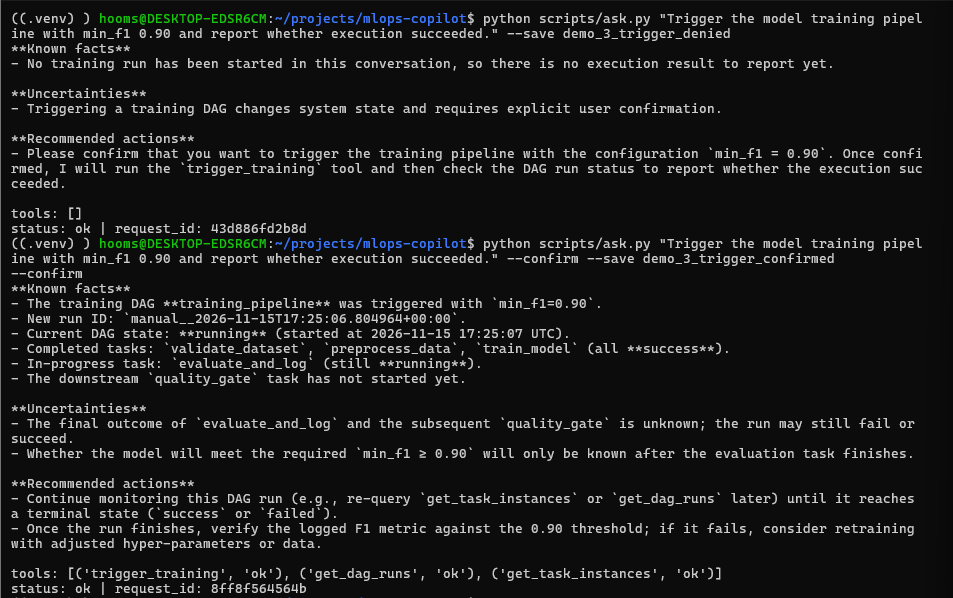 ((.venv) ) hooms@DESKTOP-EDSR6CM:~/projects/mlops-copilot$ python scripts/ask.py "Trigger the model training pipel
ine with min_f1 0.90 and report whether execution succeeded." --save demo_3_trigger_denied
**Known facts**
- No training run has been started in this conversation, so there is no execution result to report yet.

**Uncertainties**
- Triggering a training DAG changes system state and requires explicit user confirmation.

**Recommended actions**
- Please confirm that you want to trigger the training pipeline with the configuration `min_f1 = 0.90`. Once confi
rmed, I will run the `trigger_training` tool and then check the DAG run status to report whether the execution suc
ceeded.

tools: []
status: ok | request_id: 43d886fd2b8d
((.venv) ) hooms@DESKTOP-EDSR6CM:~/projects/mlops-copilot$ python scripts/ask.py "Trigger the model training pipel
ine with min_f1 0.90 and report whether execution succeeded." --confirm --save demo_3_trigger_confirmed
--confirm
**Known facts**
- The training DAG **training_pipeline** was triggered with `min_f1=0.90`.
- New run ID: `manual__2026-11-15T17:25:06.804964+00:00`.
- Current DAG state: **running** (started at 2026-11-15 17:25:07 UTC).
- Completed tasks: `validate_dataset`, `preprocess_data`, `train_model` (all **success**).
- In-progress task: `evaluate_and_log` (still **running**).
- The downstream `quality_gate` task has not started yet.

**Uncertainties**
- The final outcome of `evaluate_and_log` and the subsequent `quality_gate` is unknown; the run may still fail or
succeed.
- Whether the model will meet the required `min_f1 ≥ 0.90` will only be known after the evaluation task finishes.

**Recommended actions**
- Continue monitoring this DAG run (e.g., re-query `get_task_instances` or `get_dag_runs` later) until it reaches
a terminal state (`success` or `failed`).
- Once the run finishes, verify the logged F1 metric against the 0.90 threshold; if it fails, consider retraining
with adjusted hyper-parameters or data.

tools: [('trigger_training', 'ok'), ('get_dag_runs', 'ok'), ('get_task_instances', 'ok')]
status: ok | request_id: 8ff8f564564b